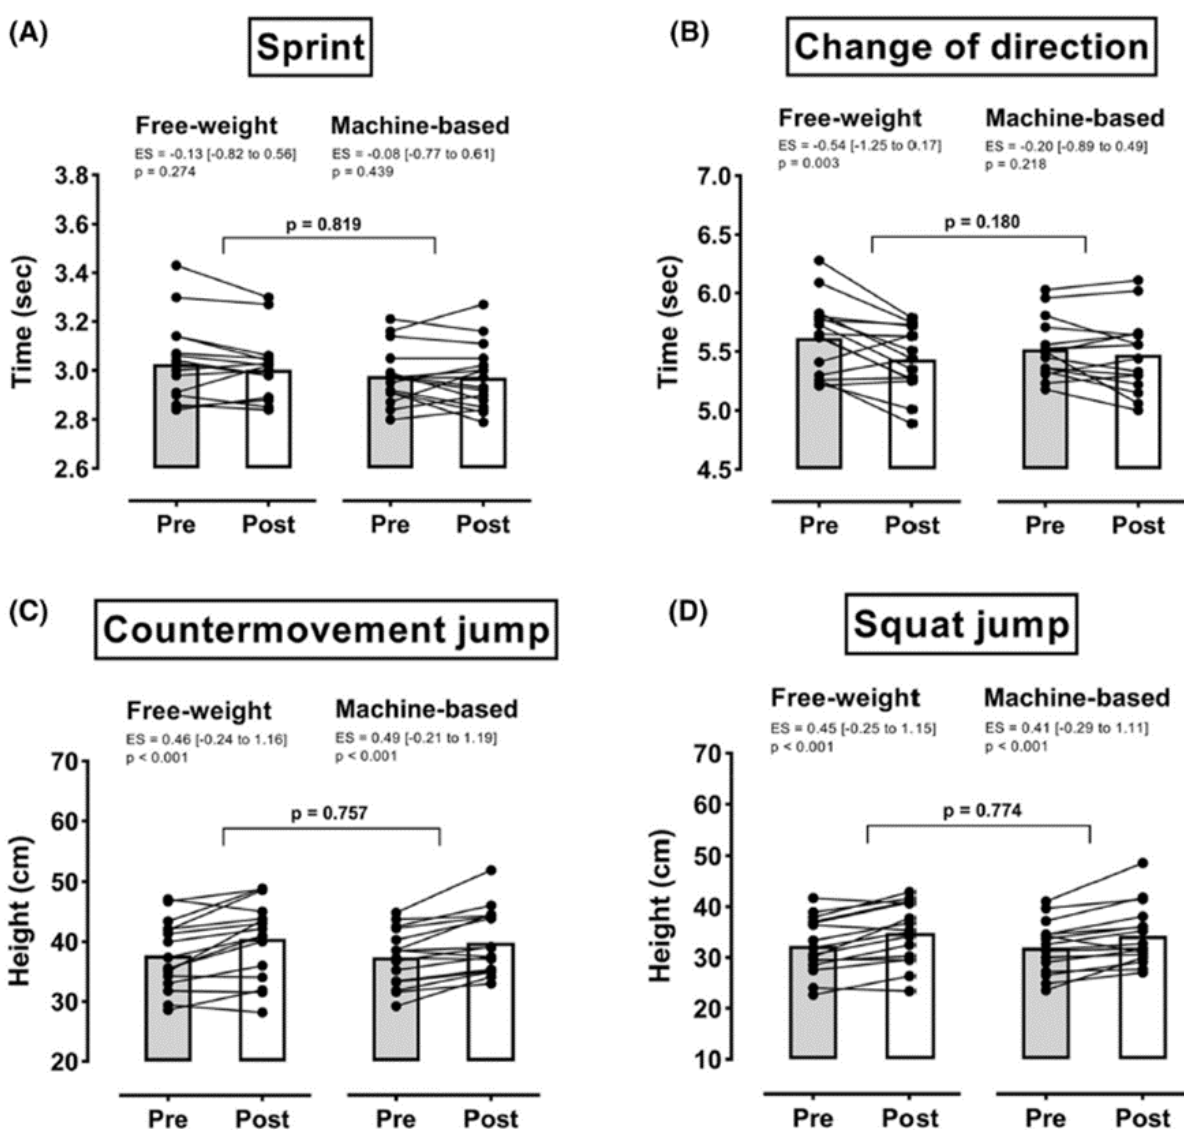 (A)
Sprint
Free-weight
ES = -0.13 [-0.82 to 0.56]
p = 0.274
Machine-based
ES = -0.08 [-0.77 to 0.61]
p = 0.439
p = 0.819
Time (sec)
3.8
3.6
3.4
3.2
3.0
2.8
2.6
Pre
Post
Pre
Post
(B)
Change of direction
Free-weight
ES = -0.54 [-1.25 to 0.17]
p = 0.003
Machine-based
ES = -0.20 [-0.89 to 0.49]
p = 0.218
p = 0.180
Time (sec)
7.0
6.5
6.0
5.5
5.0
4.5
Pre
Post
Pre
Post
(C)
Countermovement jump
Free-weight
ES = 0.46 [-0.24 to 1.16]
p < 0.001
Machine-based
ES = 0.49 [-0.21 to 1.19]
p < 0.001
p = 0.757
Height (cm)
70
60
50
40
30
20
Pre
Post
Pre
Post
(D)
Squat jump
Free-weight
ES = 0.45 [-0.25 to 1.15]
p < 0.001
Machine-based
ES = 0.41 [-0.29 to 1.11]
p < 0.001
p = 0.774
Height (cm)
70
60
50
40
30
20
10
Pre
Post
Pre
Post